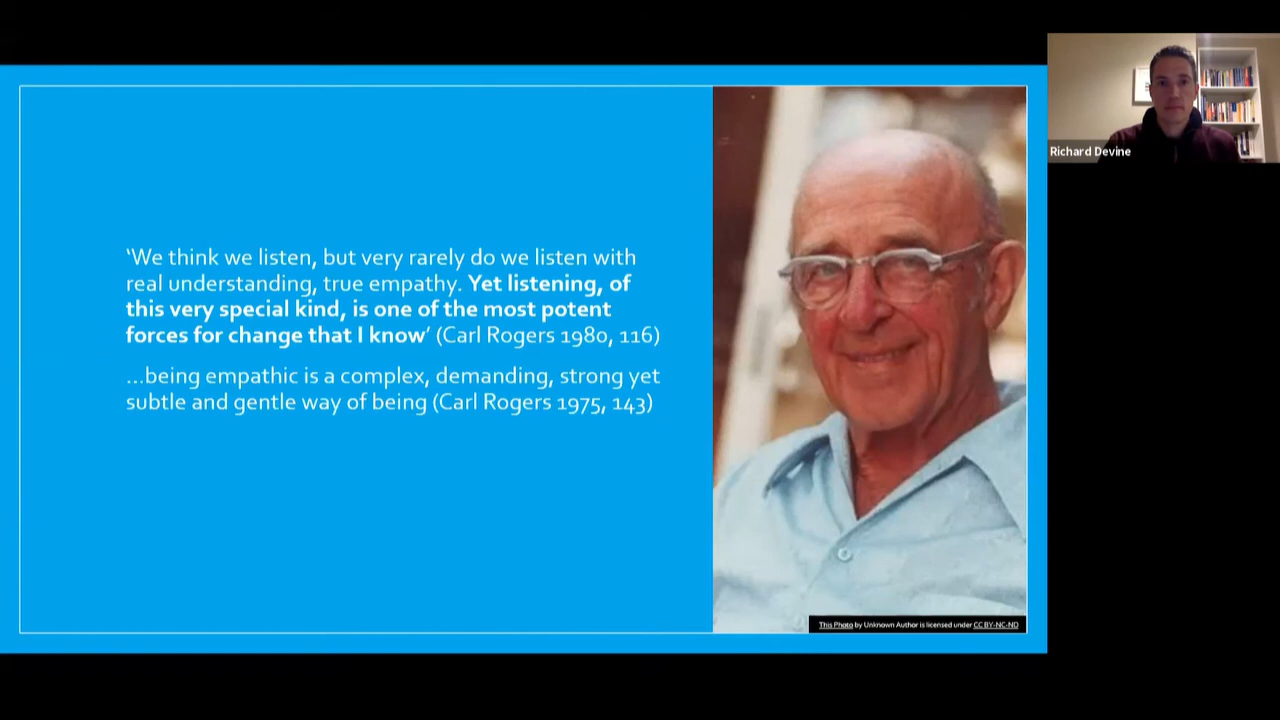 ‘We think we listen, but very rarely do we listen with
real understanding, true empathy. Yet listening, of
this very special kind, is one of the most potent
forces for change that I know’ (Carl Rogers 1980, 116)
...being empathic is a complex, demanding, strong yet
subtle and gentle way of being (Carl Rogers 1975, 143)
This Photo by Unknown Author is licensed under CC BY-NC-ND
Richard Devine